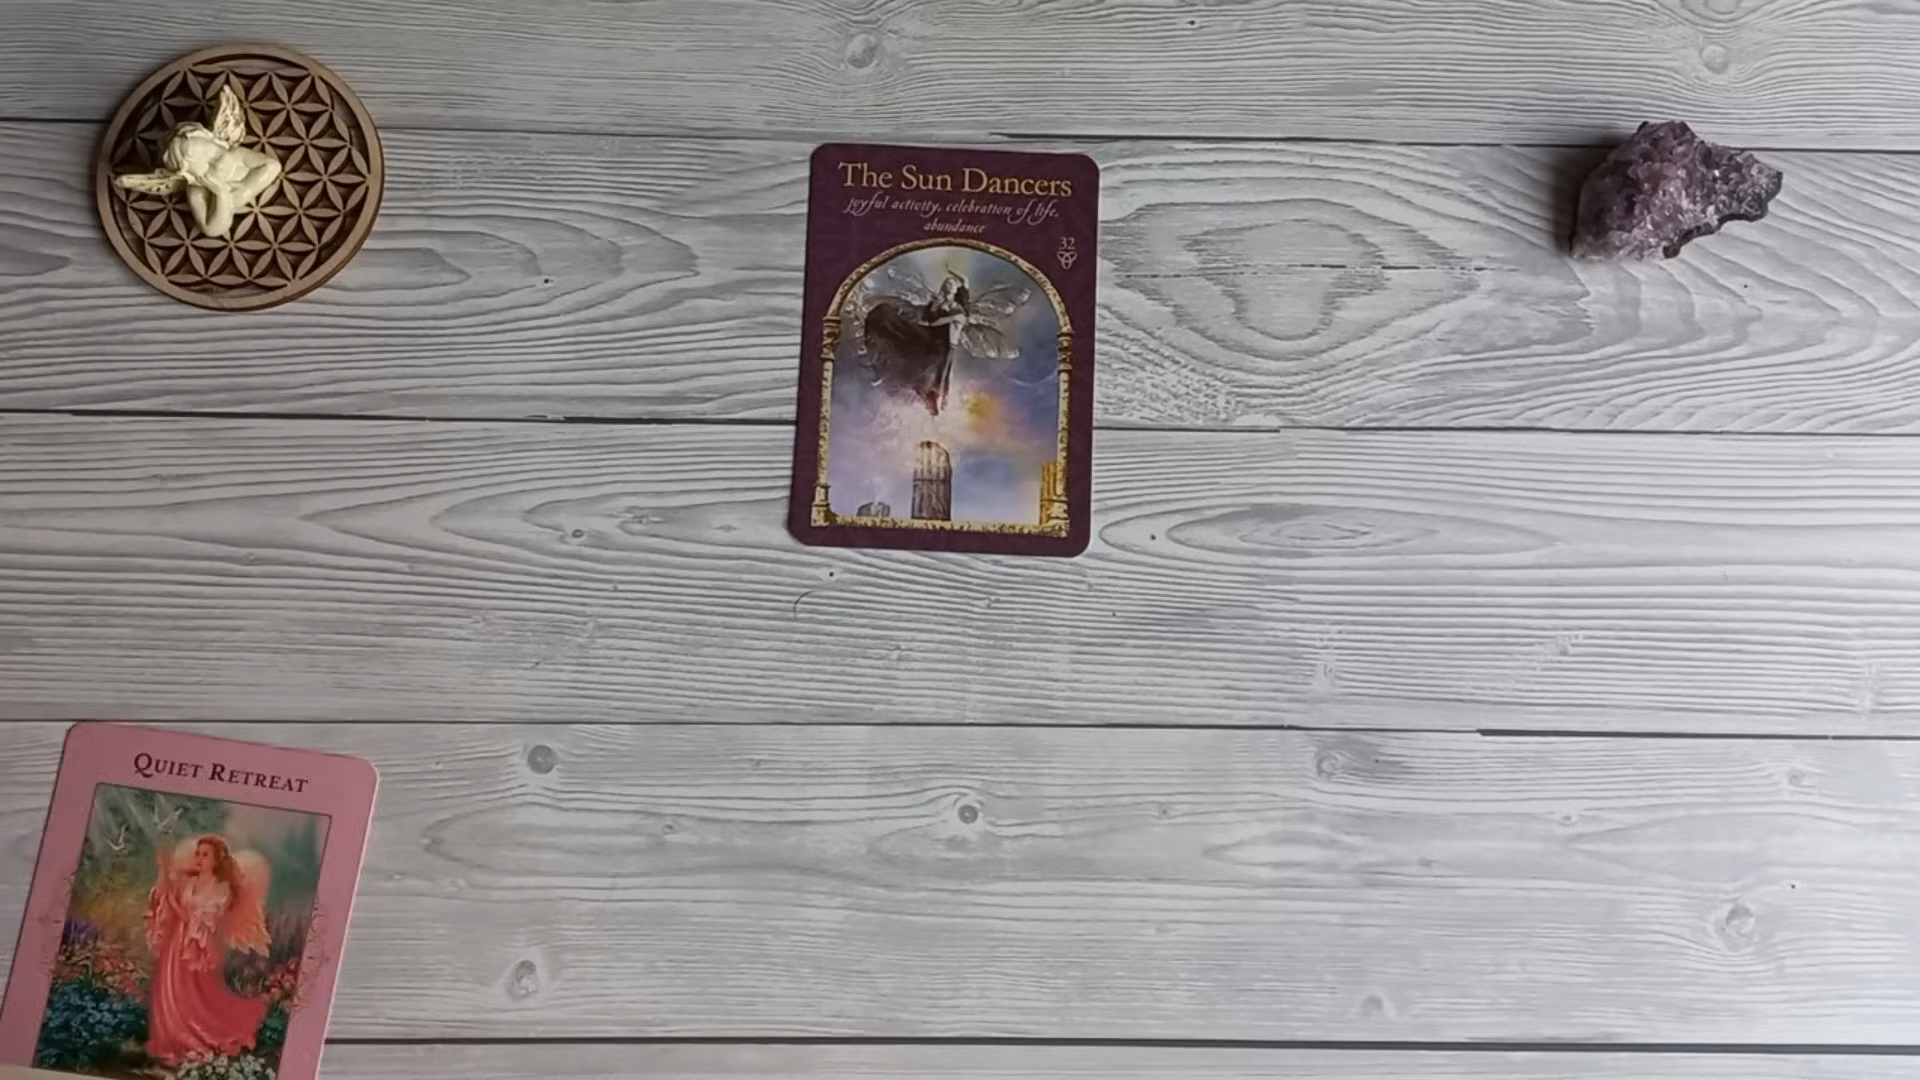 The Sun Dancers
joyful activity, celebration of life,
abundance
32
QUIET RETREAT